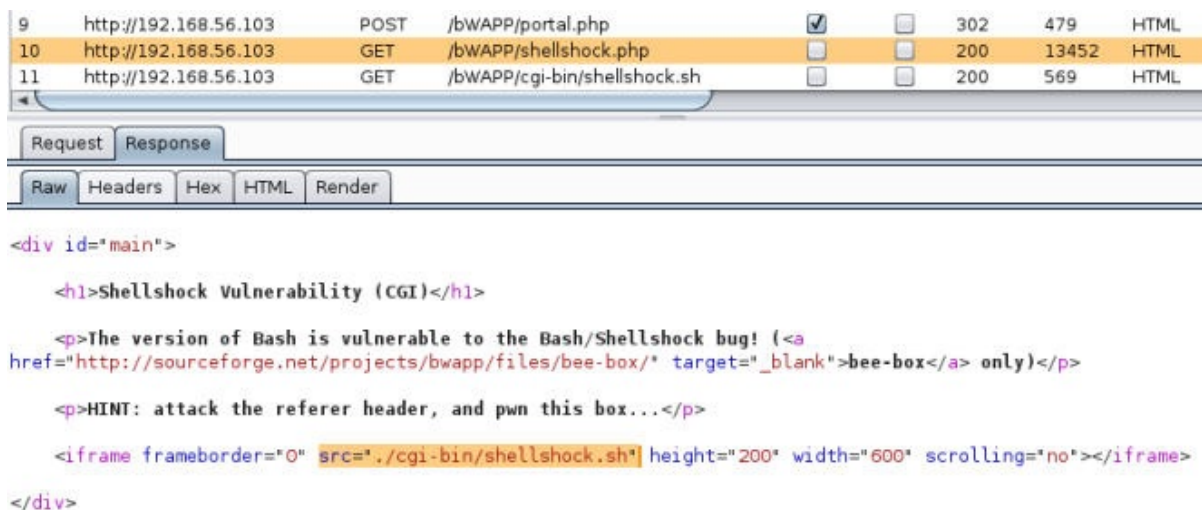 9 http://192.168.56.103 POST /bWAPP/portal.php 302 479 HTML
10 http://192.168.56.103 GET /bWAPP/shellshock.php 200 13452 HTML
11 http://192.168.56.103 GET /bWAPP/cgi-bin/shellshock.sh 200 569 HTML
Request Response
Raw Headers Hex HTML Render
<div id="main">
<h1>Shellshock Vulnerability (CGI)</h1>
<p>The version of Bash is vulnerable to the Bash/Shellshock bug! (<a
href="http://sourceforge.net/projects/bwapp/files/bee-box/" target="_blank">bee-box</a> only)</p>
<p>HINT: attack the referer header, and pwn this box...</p>
<iframe frameborder="0" src="./cgi-bin/shellshock.sh" height="200" width="600" scrolling="no"></iframe>
</div>